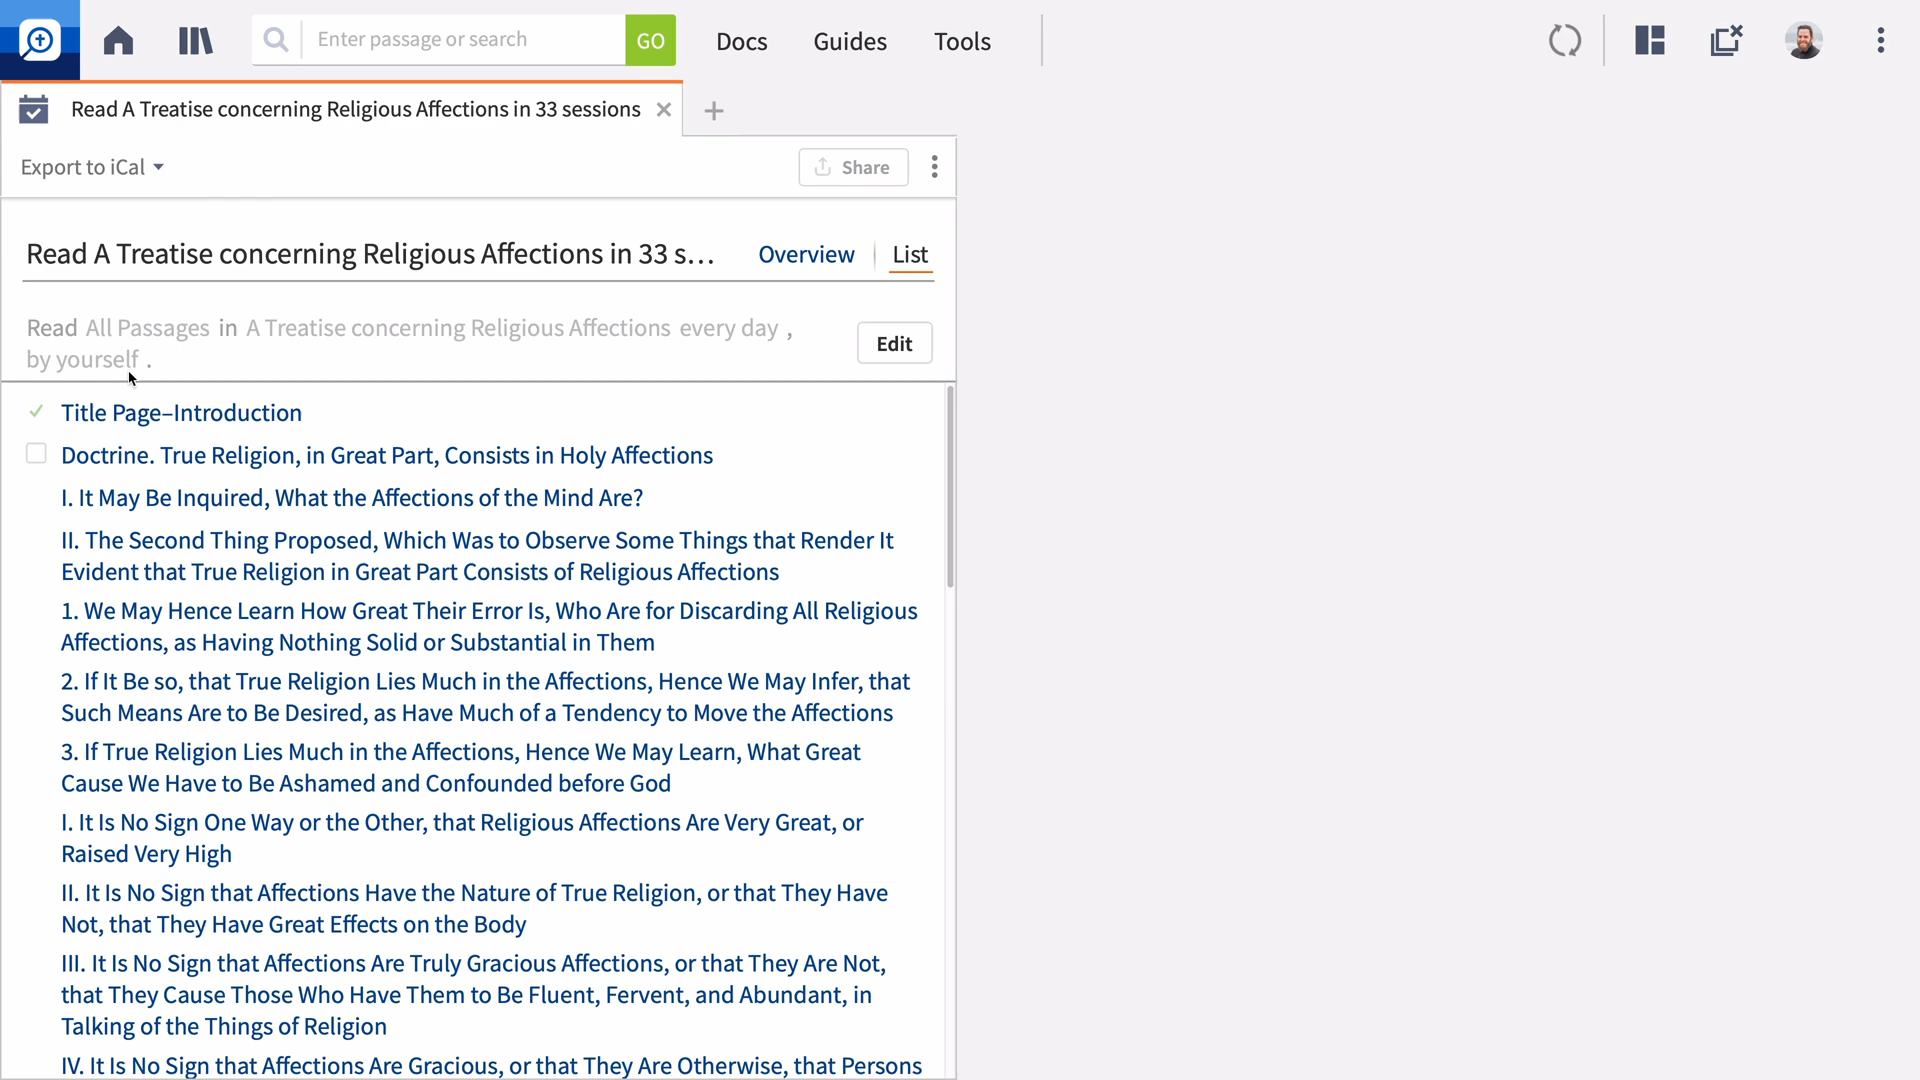 Enter passage or search
GO
Docs
Guides
Tools
Read A Treatise concerning Religious Affections in 33 sessions
Export to iCal
Share
Read A Treatise concerning Religious Affections in 33 s...
Overview
List
Read All Passages in A Treatise concerning Religious Affections every day ,
by yourself .
Edit
Title Page–Introduction
Doctrine. True Religion, in Great Part, Consists in Holy Affections
I. It May Be Inquired, What the Affections of the Mind Are?
II. The Second Thing Proposed, Which Was to Observe Some Things that Render It
Evident that True Religion in Great Part Consists of Religious Affections
1. We May Hence Learn How Great Their Error Is, Who Are for Discarding All Religious
Affections, as Having Nothing Solid or Substantial in Them
2. If It Be so, that True Religion Lies Much in the Affections, Hence We May Infer, that
Such Means Are to Be Desired, as Have Much of a Tendency to Move the Affections
3. If True Religion Lies Much in the Affections, Hence We May Learn, What Great
Cause We Have to Be Ashamed and Confounded before God
I. It Is No Sign One Way or the Other, that Religious Affections Are Very Great, or
Raised Very High
II. It Is No Sign that Affections Have the Nature of True Religion, or that They Have
Not, that They Have Great Effects on the Body
III. It Is No Sign that Affections Are Truly Gracious Affections, or that They Are Not,
that They Cause Those Who Have Them to Be Fluent, Fervent, and Abundant, in
Talking of the Things of Religion
IV. It Is No Sign that Affections Are Gracious, or that They Are Otherwise, that Persons